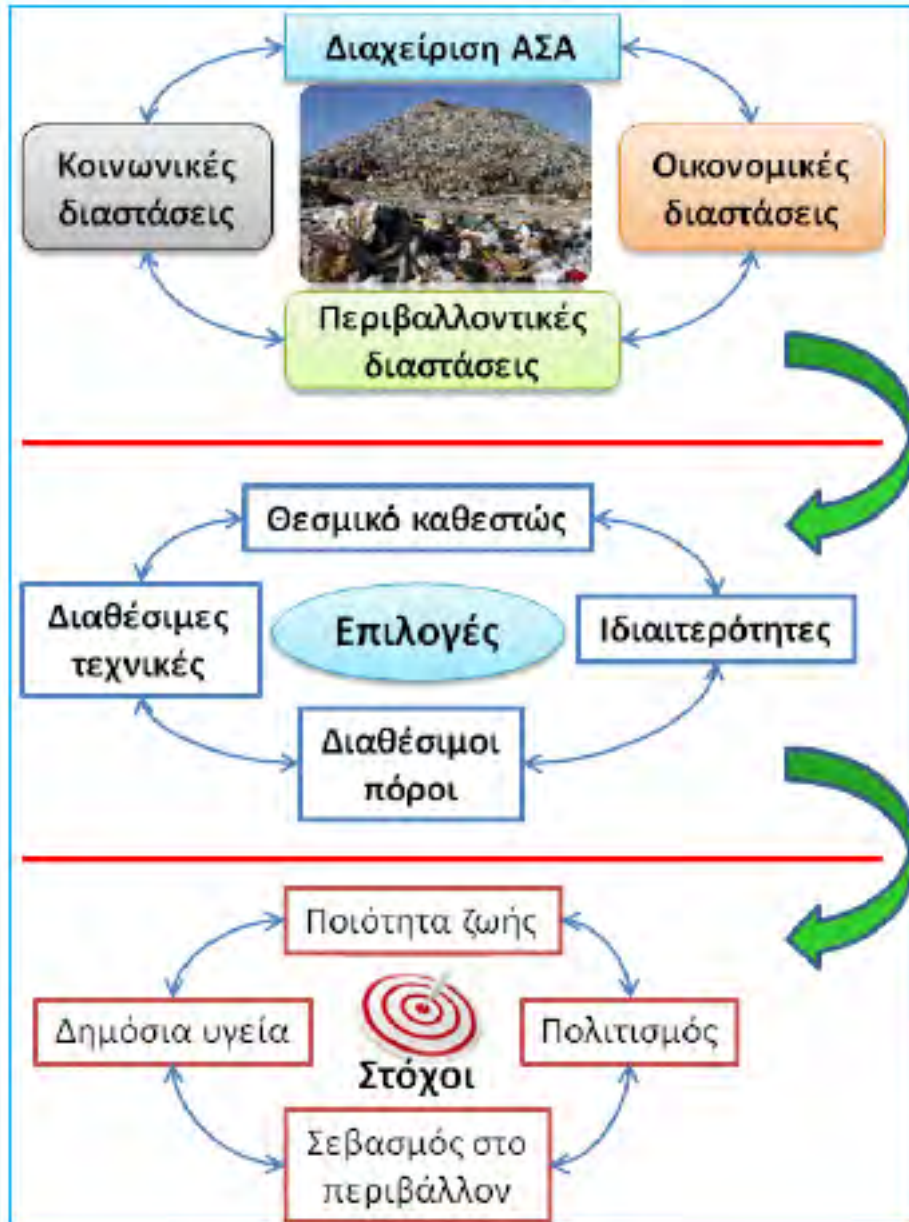 Διαχείριση ΑΣΑ
Κοινωνικές
διαστάσεις
Οικονομικές
διαστάσεις
Περιβαλλοντικές
διαστάσεις
Θεσμικό καθεστώς
Διαθέσιμες
τεχνικές
Επιλογές
Ιδιαιτερότητες
Διαθέσιμοι
πόροι
Ποιότητα ζωής
Δημόσια υγεία
Στόχοι
Πολιτισμός
Σεβασμός στο
περιβάλλον